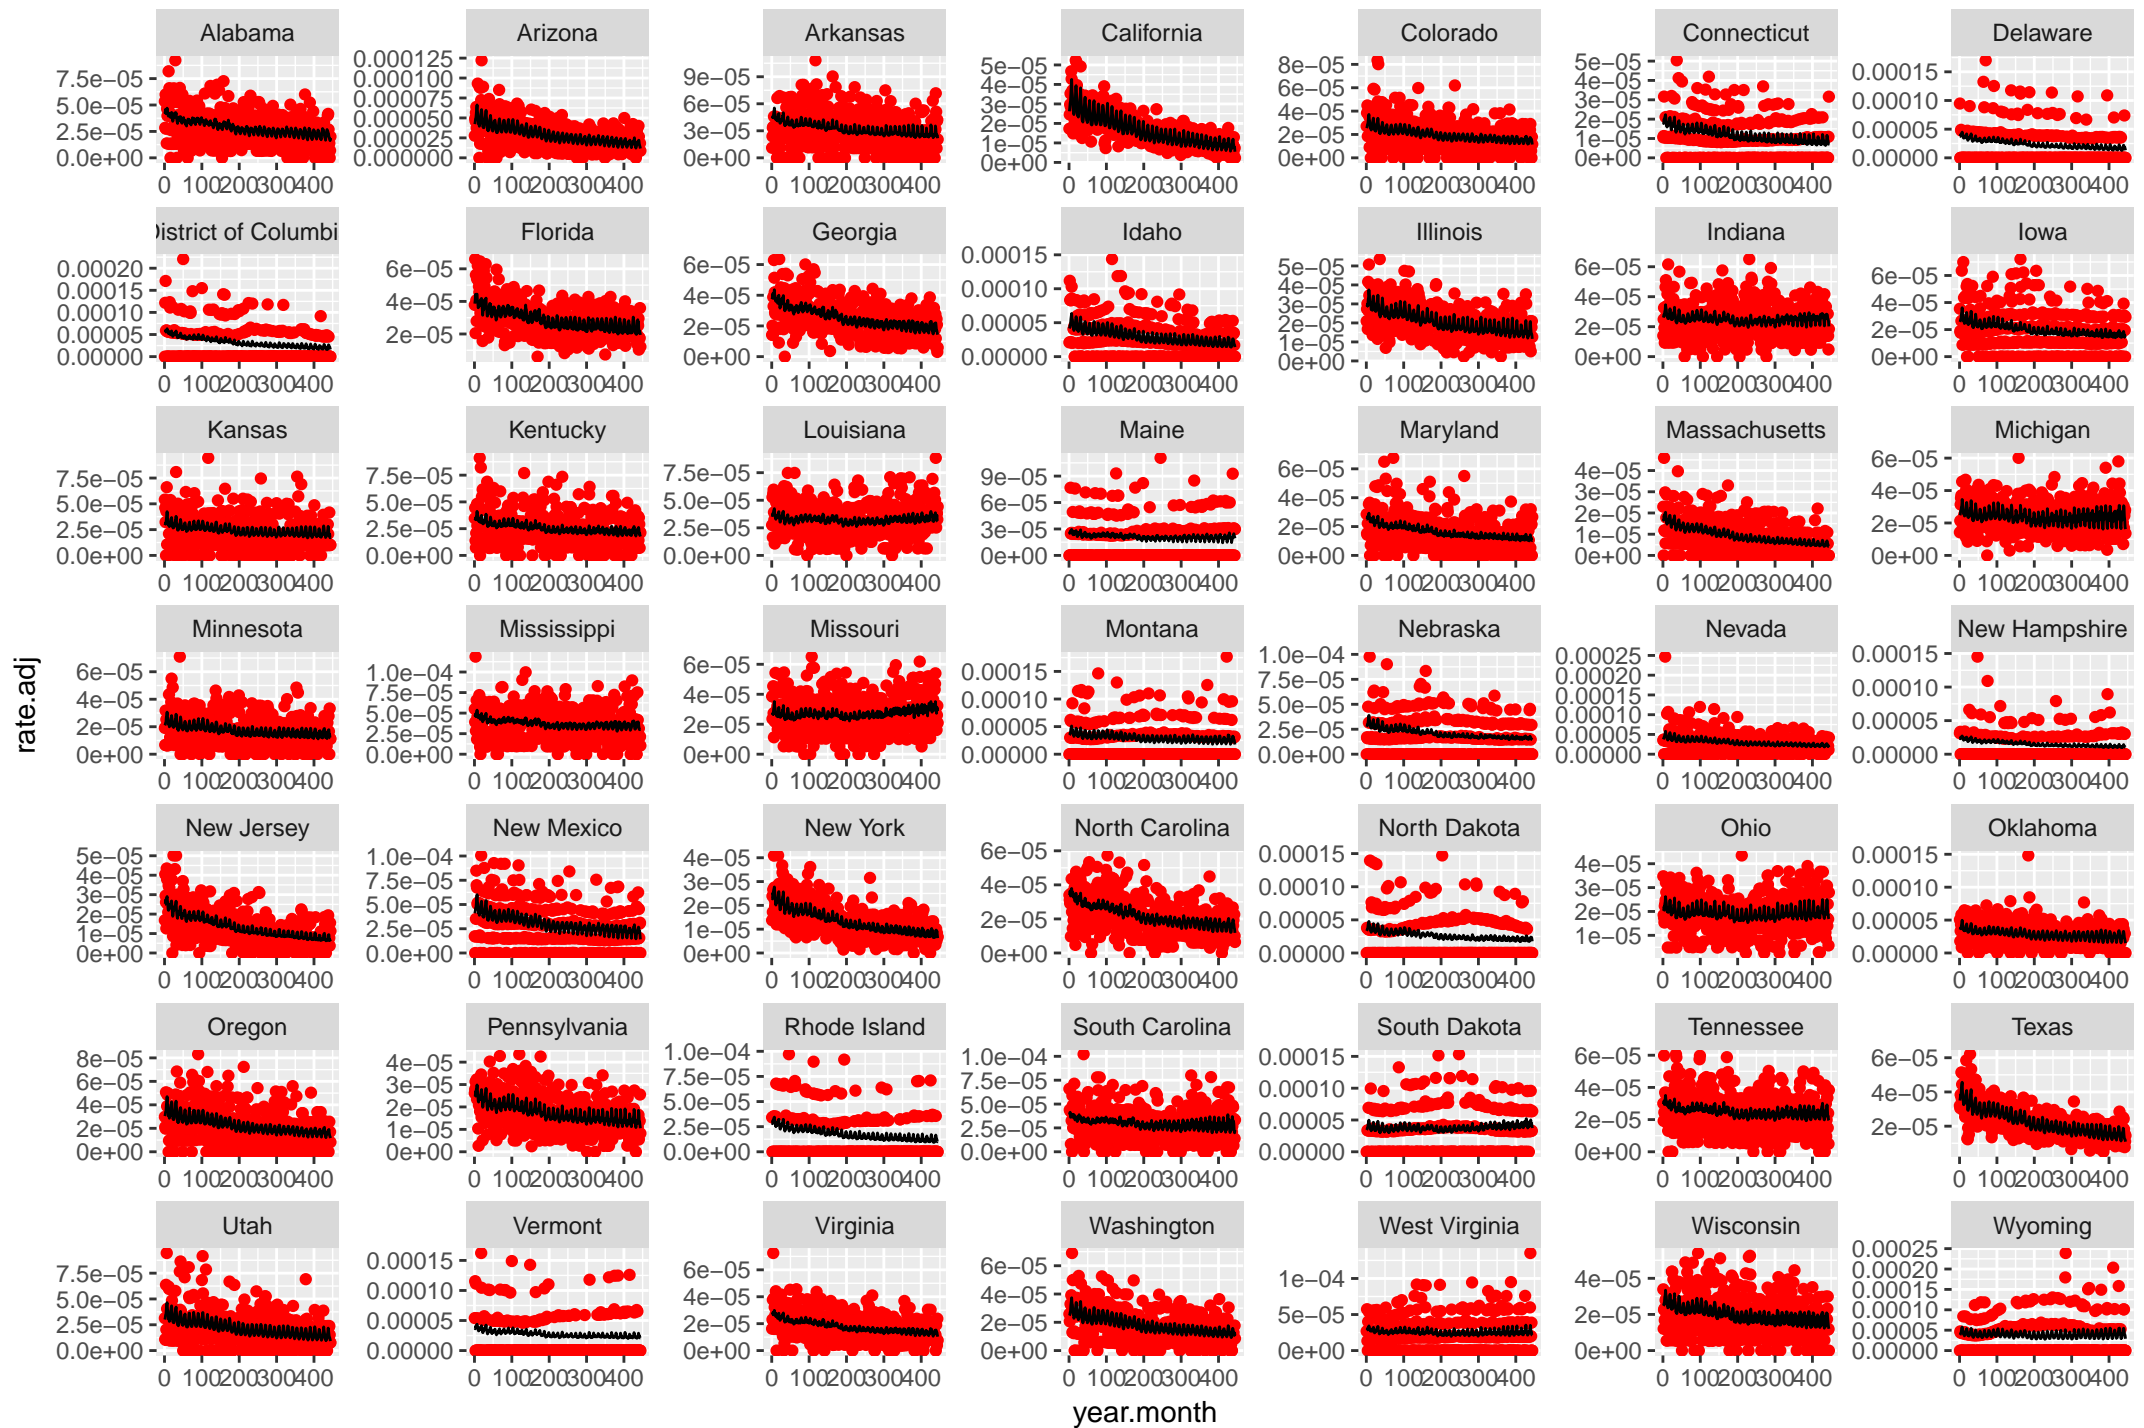 rate.adj
Alabama
7.5e−05
5.0e−05
2.5e−05
0.0e+00
0 100200300400
Arizona
0.000125
0.000100
0.000075
0.000050
0.000025
0.000000
0 100200300400
Arkansas
9e−05
6e−05
3e−05
0e+00
0 100200300400
California
5e−05
4e−05
3e−05
2e−05
1e−05
0e+00
0 100200300400
Colorado
8e−05
6e−05
4e−05
2e−05
0e+00
0 100200300400
Connecticut
5e−05
4e−05
3e−05
2e−05
1e−05
0e+00
0 100200300400
Delaware
0.00015
0.00010
0.00005
0.00000
0 100200300400
District of Columbi
0.00020
0.00015
0.00010
0.00005
0.00000
0 100200300400
Florida
6e−05
4e−05
2e−05
0 100200300400
Georgia
6e−05
4e−05
2e−05
0e+00
0 100200300400
Idaho
0.00015
0.00010
0.00005
0.00000
0 100200300400
Illinois
5e−05
4e−05
3e−05
2e−05
1e−05
0e+00
0 100200300400
Indiana
6e−05
4e−05
2e−05
0e+00
0 100200300400
Iowa
6e−05
4e−05
2e−05
0e+00
0 100200300400
Kansas
7.5e−05
5.0e−05
2.5e−05
0.0e+00
0 100200300400
Kentucky
7.5e−05
5.0e−05
2.5e−05
0.0e+00
0 100200300400
Louisiana
7.5e−05
5.0e−05
2.5e−05
0.0e+00
0 100200300400
Maine
9e−05
6e−05
3e−05
0e+00
0 100200300400
Maryland
6e−05
4e−05
2e−05
0e+00
0 100200300400
Massachusetts
4e−05
3e−05
2e−05
1e−05
0e+00
0 100200300400
Michigan
6e−05
4e−05
2e−05
0e+00
0 100200300400
Minnesota
6e−05
4e−05
2e−05
0e+00
0 100200300400
Mississippi
1.0e−04
7.5e−05
5.0e−05
2.5e−05
0.0e+00
0 100200300400
Missouri
6e−05
4e−05
2e−05
0e+00
0 100200300400
Montana
0.00015
0.00010
0.00005
0.00000
0 100200300400
Nebraska
1.0e−04
7.5e−05
5.0e−05
2.5e−05
0.0e+00
0 100200300400
Nevada
0.00025
0.00020
0.00015
0.00010
0.00005
0.00000
0 100200300400
New Hampshire
0.00015
0.00010
0.00005
0.00000
0 100200300400
New Jersey
5e−05
4e−05
3e−05
2e−05
1e−05
0e+00
0 100200300400
New Mexico
1.0e−04
7.5e−05
5.0e−05
2.5e−05
0.0e+00
0 100200300400
New York
4e−05
3e−05
2e−05
1e−05
0e+00
0 100200300400
North Carolina
6e−05
4e−05
2e−05
0e+00
0 100200300400
North Dakota
0.00015
0.00010
0.00005
0.00000
0 100200300400
Ohio
4e−05
3e−05
2e−05
1e−05
0 100200300400
Oklahoma
0.00015
0.00010
0.00005
0.00000
0 100200300400
Oregon
8e−05
6e−05
4e−05
2e−05
0e+00
0 100200300400
Pennsylvania
4e−05
3e−05
2e−05
1e−05
0e+00
0 100200300400
Rhode Island
1.0e−04
7.5e−05
5.0e−05
2.5e−05
0.0e+00
0 100200300400
South Carolina
1.0e−04
7.5e−05
5.0e−05
2.5e−05
0.0e+00
0 100200300400
South Dakota
0.00015
0.00010
0.00005
0.00000
0 100200300400
Tennessee
6e−05
4e−05
2e−05
0e+00
0 100200300400
Texas
6e−05
4e−05
2e−05
0 100200300400
Utah
7.5e−05
5.0e−05
2.5e−05
0.0e+00
0 100200300400
Vermont
0.00015
0.00010
0.00005
0.00000
0 100200300400
Virginia
6e−05
4e−05
2e−05
0e+00
0 100200300400
Washington
6e−05
4e−05
2e−05
0e+00
0 100200300400
West Virginia
1e−04
5e−05
0e+00
0 100200300400
Wisconsin
4e−05
2e−05
0e+00
0 100200300400
Wyoming
0.00025
0.00020
0.00015
0.00010
0.00005
0.00000
0 100200300400
year.month